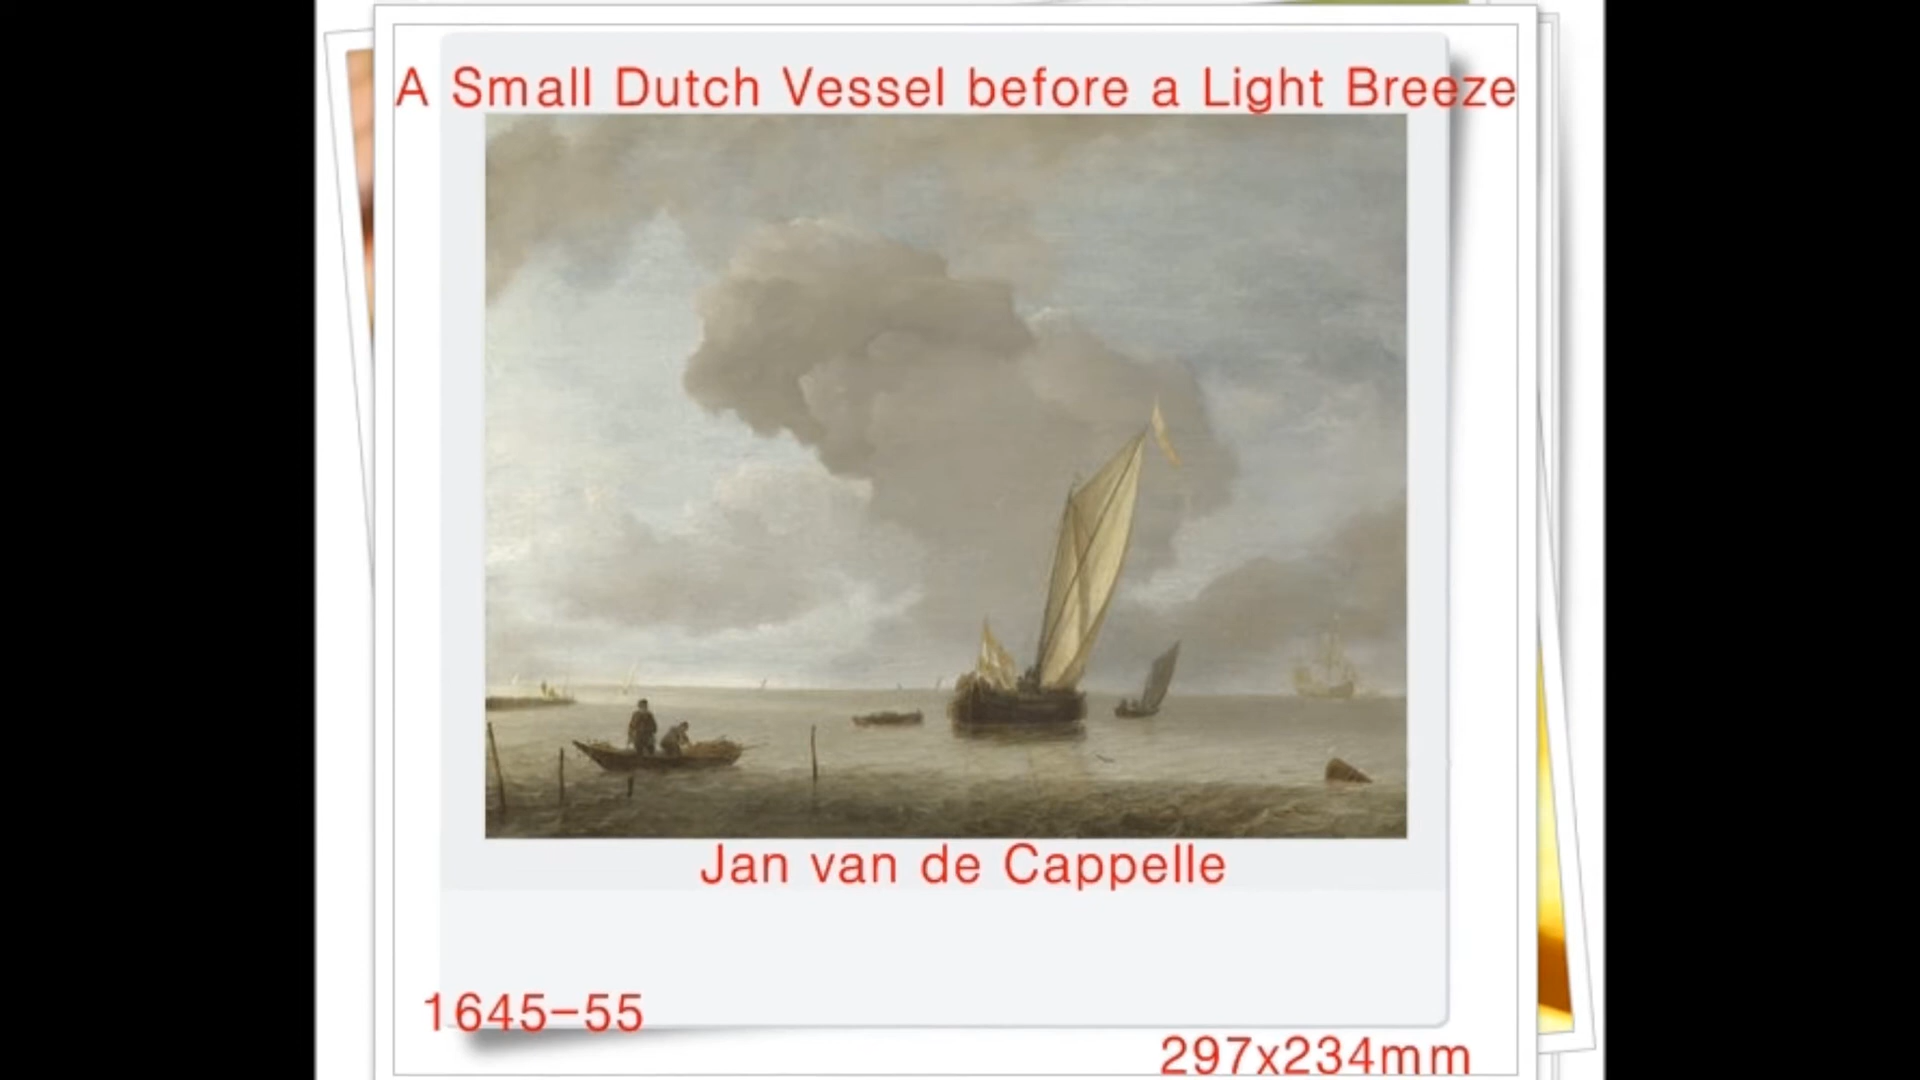 A Small Dutch Vessel before a Light Breeze
Jan van de Cappelle
1645-55
297x234mm